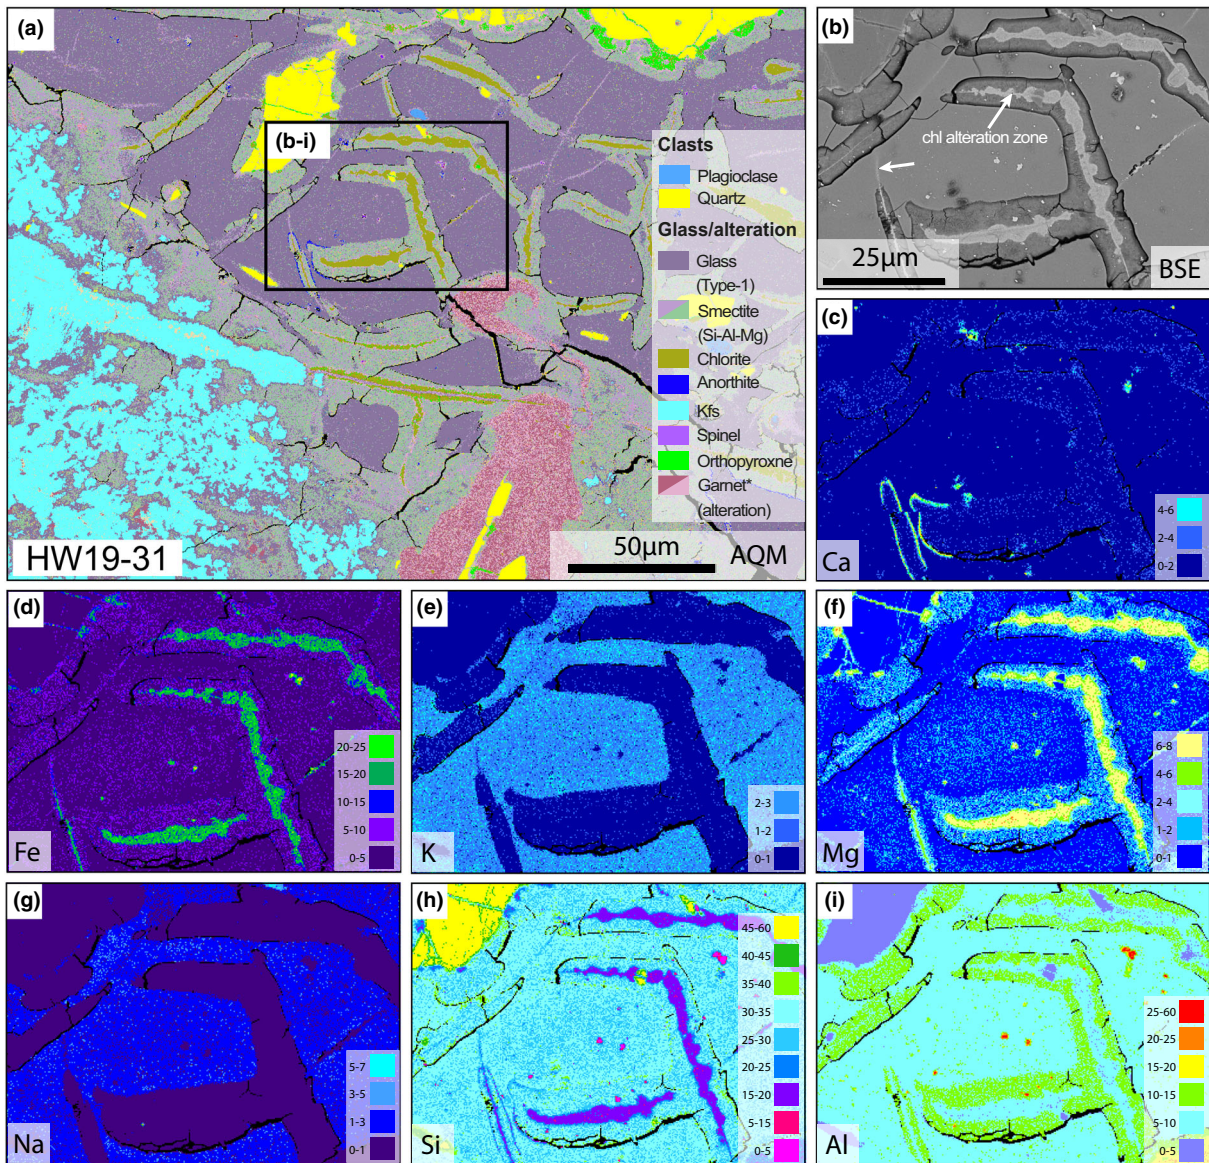 (a)
(b-i)
Clasts
Plagioclase
Quartz
Glass/alteration
Glass
(Type-1)
Smectite
(Si-Al-Mg)
Chlorite
Anorthite
Kfs
Spinel
Orthopyroxne
Garnet*
(alteration)
HW19-31
50µm
AQM
(b)
chl alteration zone
25µm
BSE
(c)
4-6
2-4
0-2
Ca
(d)
20-25
15-20
10-15
5-10
0-5
Fe
(e)
2-3
1-2
0-1
K
(f)
6-8
4-6
2-4
1-2
0-1
Mg
(g)
5-7
3-5
1-3
0-1
Na
(h)
45-60
40-45
35-40
30-35
25-30
20-25
15-20
5-15
0-5
Si
(i)
25-60
20-25
15-20
10-15
5-10
0-5
Al